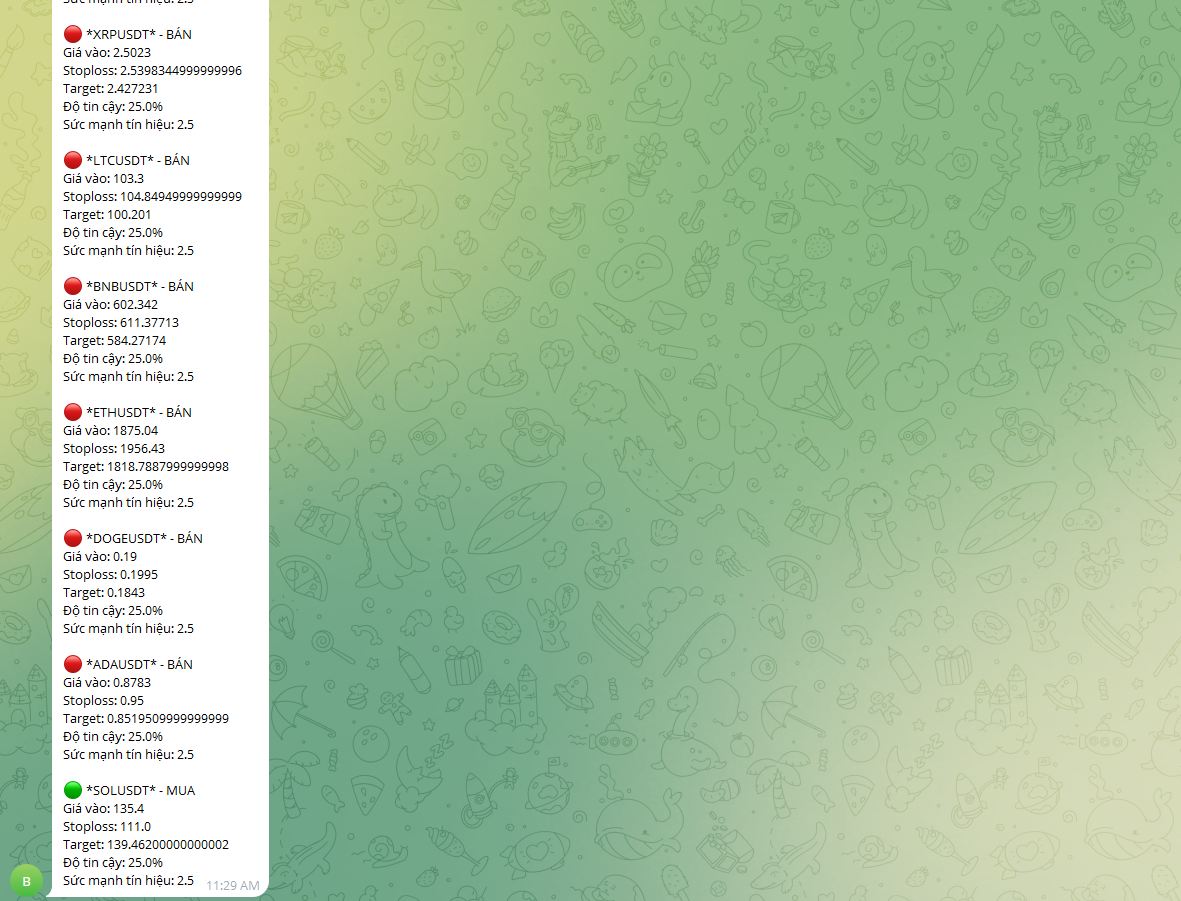 Sức mạnh tín hiệu: 2.5
*XRPUSDT* - BÁN
Giá vào: 2.5023
Stoploss: 2.5398344999999996
Target: 2.427231
Độ tin cậy: 25.0%
Sức mạnh tín hiệu: 2.5
*LTCUSDT* - BÁN
Giá vào: 103.3
Stoploss: 104.84949999999999
Target: 100.201
Độ tin cậy: 25.0%
Sức mạnh tín hiệu: 2.5
*BNBUSDT* - BÁN
Giá vào: 602.342
Stoploss: 611.37713
Target: 584.27174
Độ tin cậy: 25.0%
Sức mạnh tín hiệu: 2.5
*ETHUSDT* - BÁN
Giá vào: 1875.04
Stoploss: 1956.43
Target: 1818.7887999999998
Độ tin cậy: 25.0%
Sức mạnh tín hiệu: 2.5
*DOGEUSDT* - BÁN
Giá vào: 0.19
Stoploss: 0.1995
Target: 0.1843
Độ tin cậy: 25.0%
Sức mạnh tín hiệu: 2.5
*ADAUSDT* - BÁN
Giá vào: 0.8783
Stoploss: 0.95
Target: 0.8519509999999999
Độ tin cậy: 25.0%
Sức mạnh tín hiệu: 2.5
*SOLUSDT* - MUA
Giá vào: 135.4
Stoploss: 111.0
Target: 139.46200000000002
Độ tin cậy: 25.0%
Sức mạnh tín hiệu: 2.5
11:29 AM
B